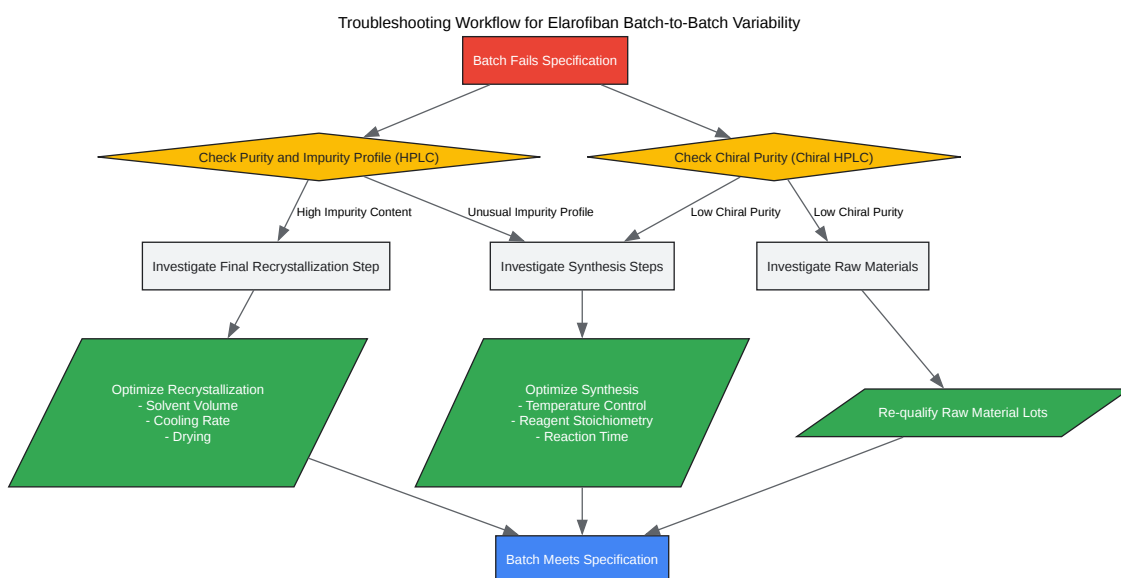 Troubleshooting Workflow for Elarofiban Batch-to-Batch Variability
Batch Fails Specification
Check Purity and Impurity Profile (HPLC)
Check Chiral Purity (Chiral HPLC)
High Impurity Content
Unusual Impurity Profile
Low Chiral Purity
Low Chiral Purity
Investigate Final Recrystallization Step
Investigate Synthesis Steps
Investigate Raw Materials
Optimize Recrystallization
- Solvent Volume
- Cooling Rate
- Drying
Optimize Synthesis
- Temperature Control
- Reagent Stoichiometry
- Reaction Time
Re-qualify Raw Material Lots
Batch Meets Specification